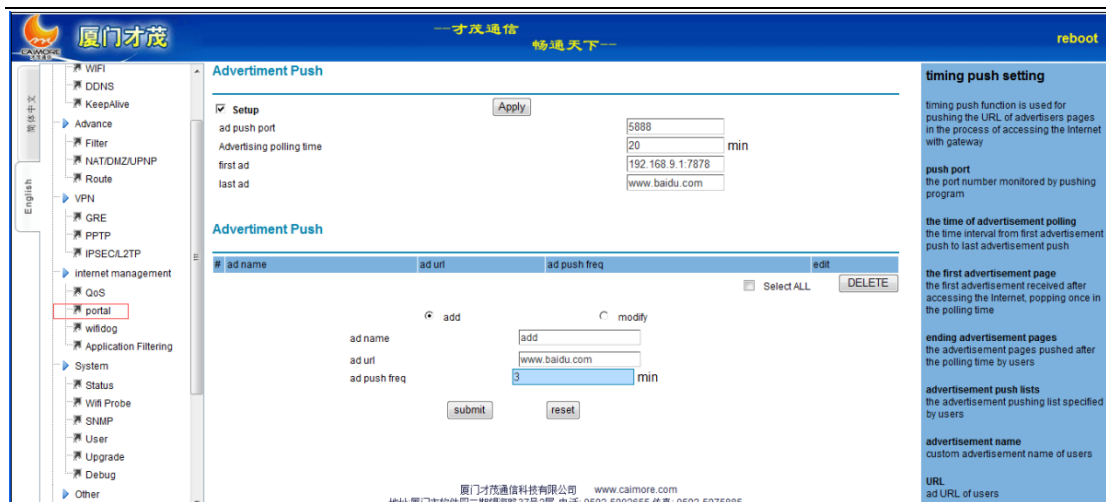 CAIMORE
厦门才茂
--才茂通信
畅通天下--
reboot
简体中文
English
WIFI
DDNS
KeepAlive
Advance
Filter
NAT/DMZ/UPNP
Route
VPN
GRE
PPTP
IPSEC/L2TP
internet management
QoS
portal
wifidog
Application Filtering
System
Status
Wifi Probe
SNMP
User
Upgrade
Debug
Other
Advertiment Push
Setup
Apply
ad push port 5888
Advertising polling time 20 min
first ad 192.168.9.1:7878
last ad www.baidu.com
Advertiment Push
# ad name ad url ad push freq edit
Select ALL DELETE
add modify
ad name add
ad url www.baidu.com
ad push freq 3 min
submit reset
厦门才茂通信科技有限公司 www.caimore.com
timing push setting
timing push function is used for
pushing the URL of advertisers pages
in the process of accessing the Internet
with gateway
push port
the port number monitored by pushing
program
the time of advertisement polling
the time interval from first advertisement
push to last advertisement push
the first advertisement page
the first advertisement received after
accessing the Internet, popping once in
the polling time
ending advertisement pages
the advertisement pages pushed after
the polling time by users
advertisement push lists
the advertisement pushing list specified
by users
advertisement name
custom advertisement name of users
URL
ad URL of users